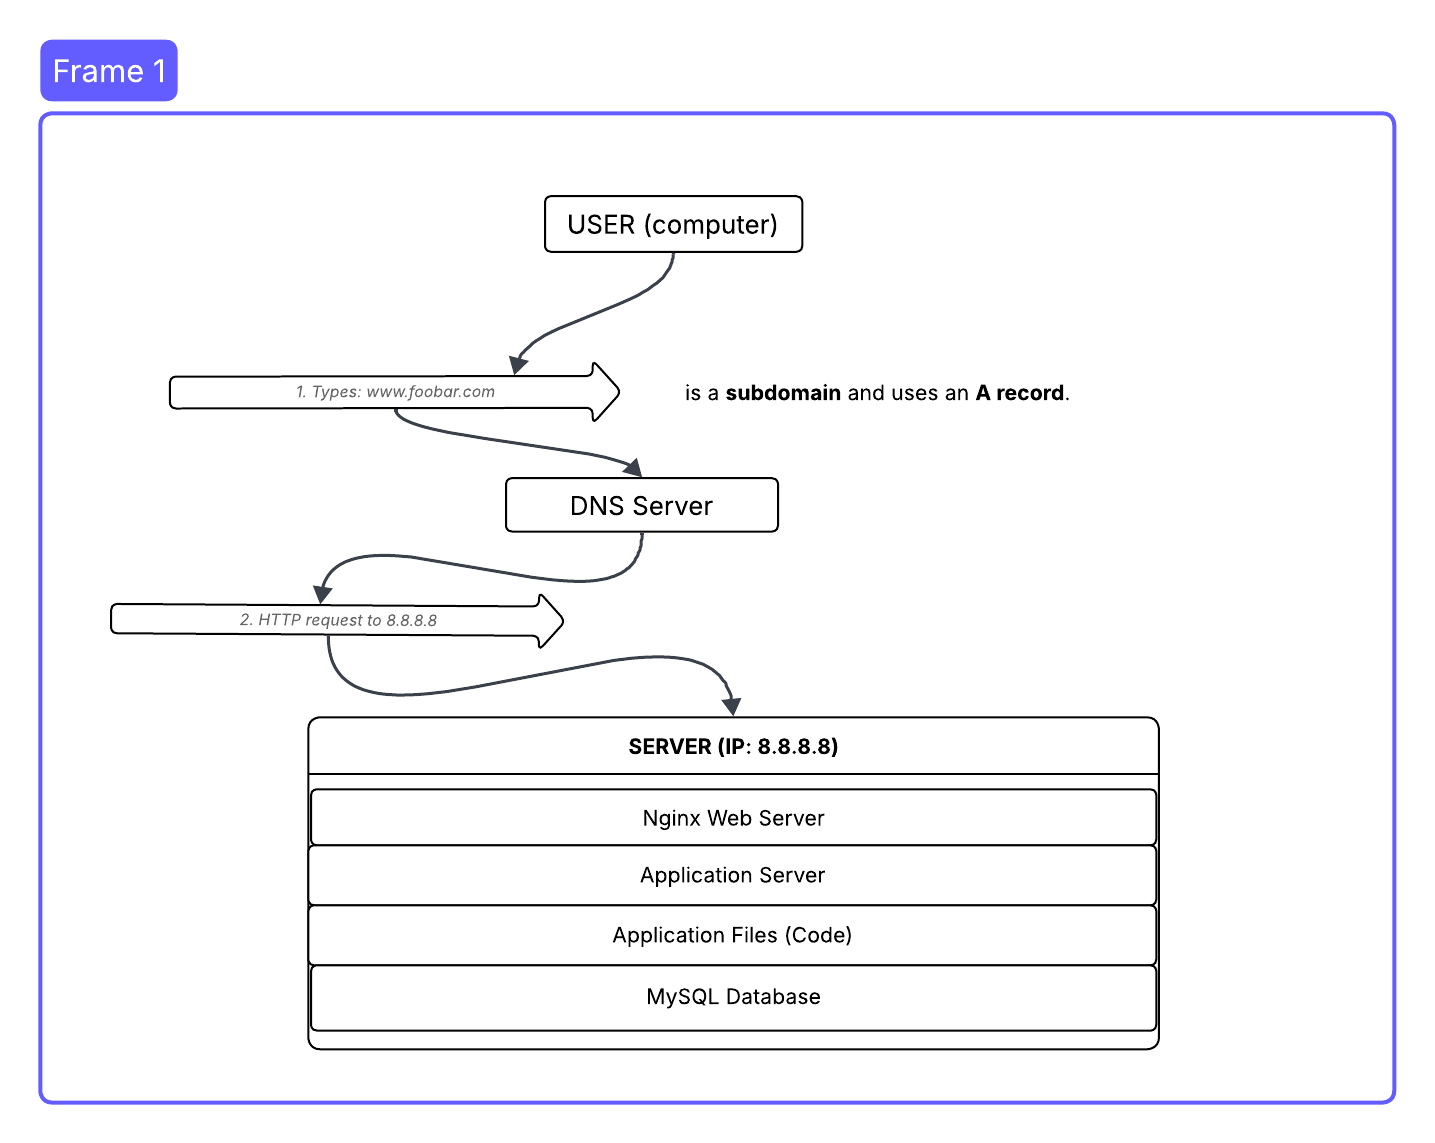 Frame 1
USER (computer)
1. Types: www.foobar.com
is a subdomain and uses an A record.
DNS Server
2. HTTP request to 8.8.8.8
SERVER (IP: 8.8.8.8)
Nginx Web Server
Application Server
Application Files (Code)
MySQL Database